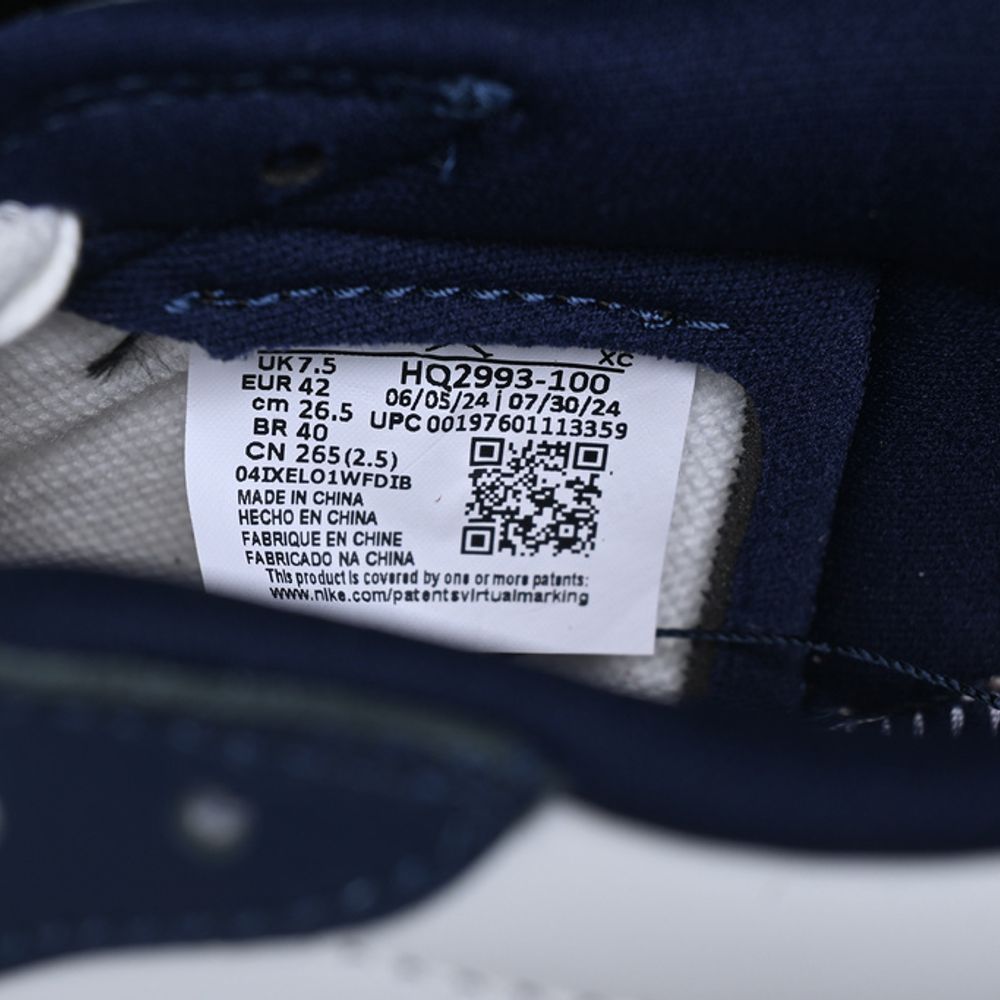 XC
UK 7.5
EUR 42
cm 26.5
BR 40
CN 265(2.5)
HQ2993-100
06/05/24 | 07/30/24
UPC 00197601113359
04IXELO1WFDIB
MADE IN CHINA
HECHO EN CHINA
FABRIQUE EN CHINE
FABRICADO NA CHINA
This product is covered by one or more patents:
www.nike.com/patentsvirtualmarking